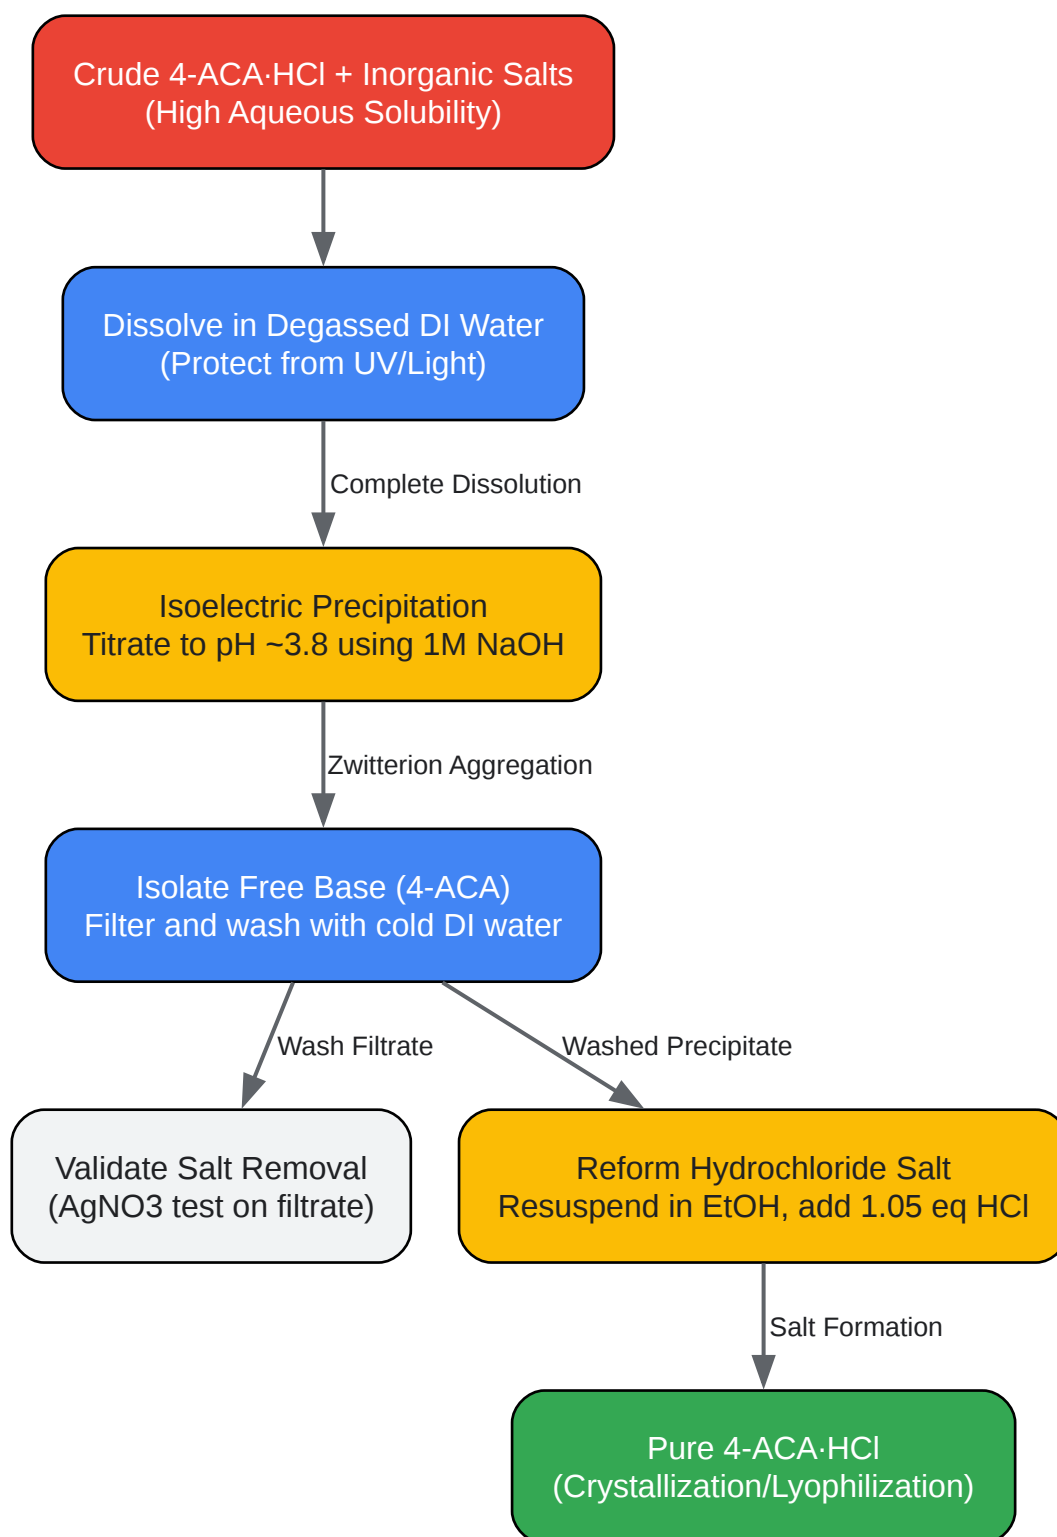 Crude 4-ACA·HCl + Inorganic Salts
(High Aqueous Solubility)
Dissolve in Degassed DI Water
(Protect from UV/Light)
Complete Dissolution
Isoelectric Precipitation
Titrate to pH ~3.8 using 1M NaOH
Zwitterion Aggregation
Isolate Free Base (4-ACA)
Filter and wash with cold DI water
Wash Filtrate
Washed Precipitate
Validate Salt Removal
(AgNO3 test on filtrate)
Reform Hydrochloride Salt
Resuspend in EtOH, add 1.05 eq HCl
Salt Formation
Pure 4-ACA·HCl
(Crystallization/Lyophilization)